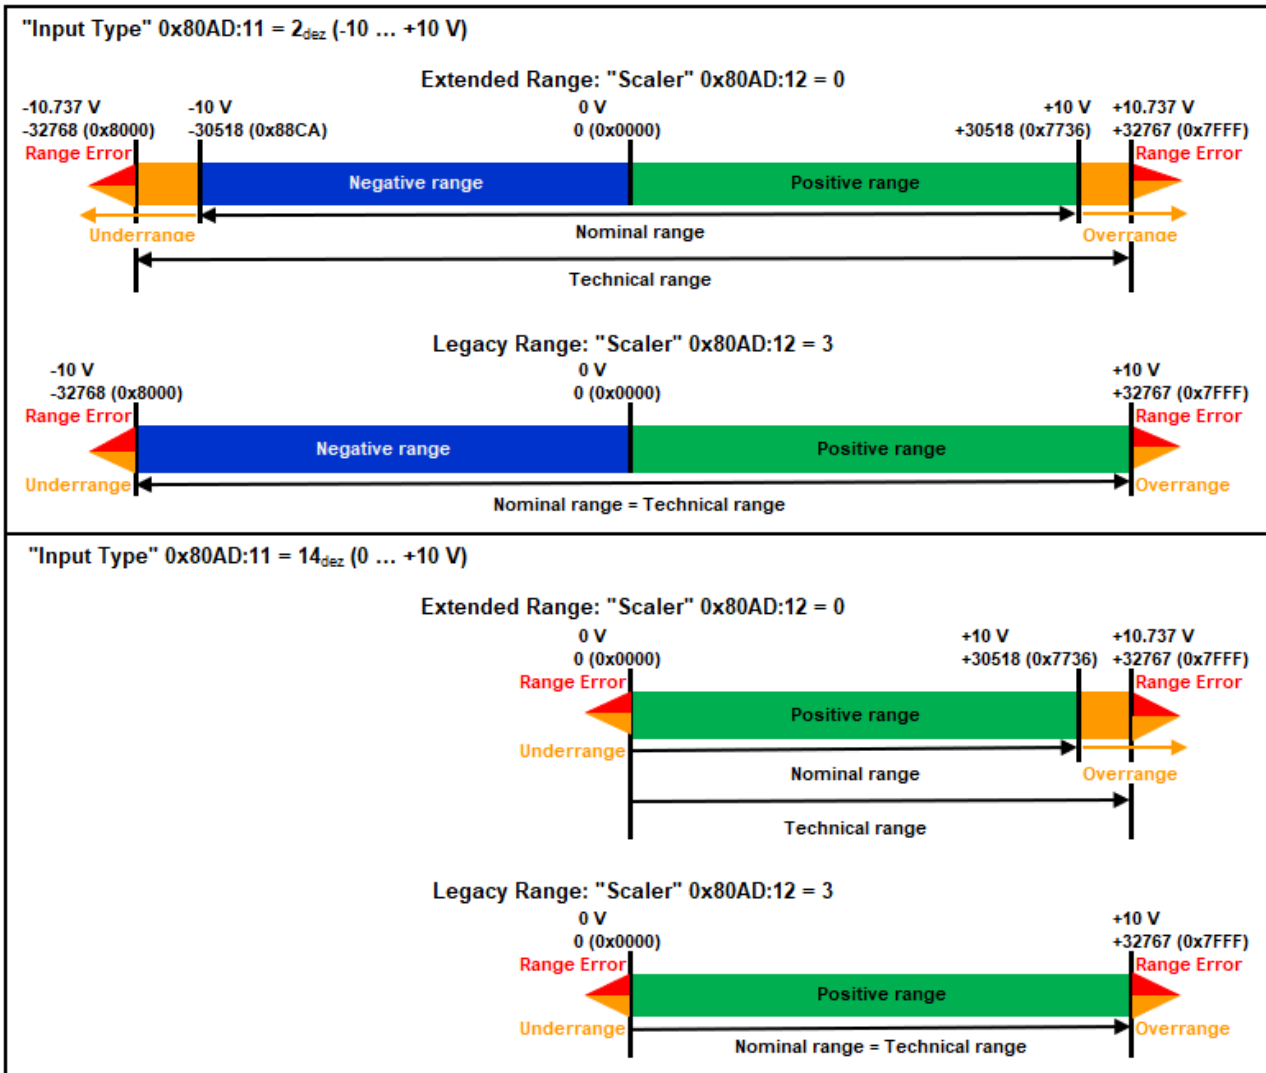 "Input Type" 0x80AD:11 = 2dez (-10 ... +10 V)
Extended Range: "Scaler" 0x80AD:12 = 0
-10.737 V -10 V 0 V +10 V +10.737 V
-32768 (0x8000) -30518 (0x88CA) 0 (0x0000) +30518 (0x7736) +32767 (0x7FFF)
Range Error Range Error
Negative range Positive range
Underrange Nominal range Overrange
Technical range
Legacy Range: "Scaler" 0x80AD:12 = 3
-10 V 0 V +10 V
-32768 (0x8000) 0 (0x0000) +32767 (0x7FFF)
Range Error Range Error
Negative range Positive range
Underrange Overrange
Nominal range = Technical range
"Input Type" 0x80AD:11 = 14dez (0 ... +10 V)
Extended Range: "Scaler" 0x80AD:12 = 0
0 V +10 V +10.737 V
0 (0x0000) +30518 (0x7736) +32767 (0x7FFF)
Range Error Range Error
Positive range
Underrange
Nominal range Overrange
Technical range
Legacy Range: "Scaler" 0x80AD:12 = 3
0 V +10 V
0 (0x0000) +32767 (0x7FFF)
Range Error Range Error
Positive range
Underrange Overrange
Nominal range = Technical range